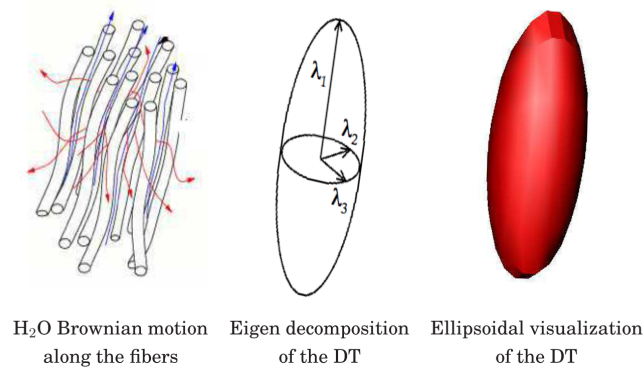 λ₁
λ₂
λ₃
H₂O Brownian motion
along the fibers
Eigen decomposition
of the DT
Ellipsoidal visualization
of the DT